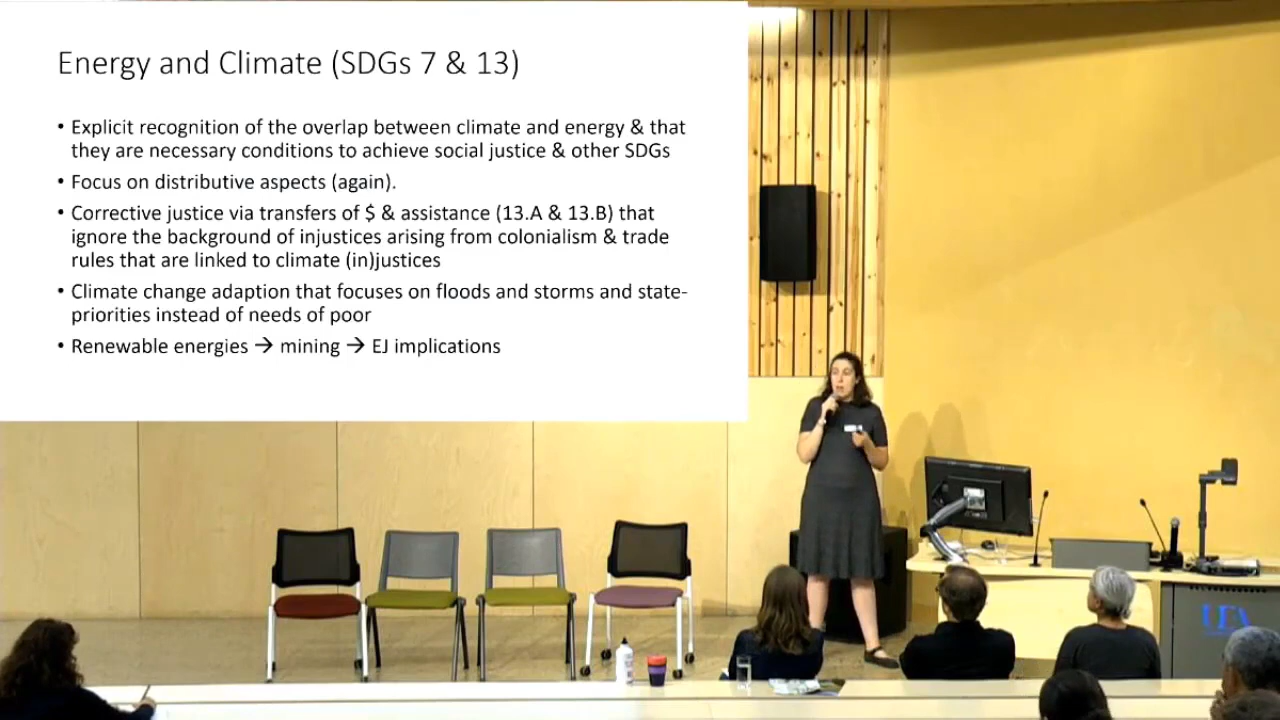 Energy and Climate (SDGs 7 & 13)
• Explicit recognition of the overlap between climate and energy & that
they are necessary conditions to achieve social justice & other SDGs
• Focus on distributive aspects (again).
• Corrective justice via transfers of $ & assistance (13.A & 13.B) that
ignore the background of injustices arising from colonialism & trade
rules that are linked to climate (in)justices
• Climate change adaption that focuses on floods and storms and state-
priorities instead of needs of poor
• Renewable energies → mining → EJ implications
UEA